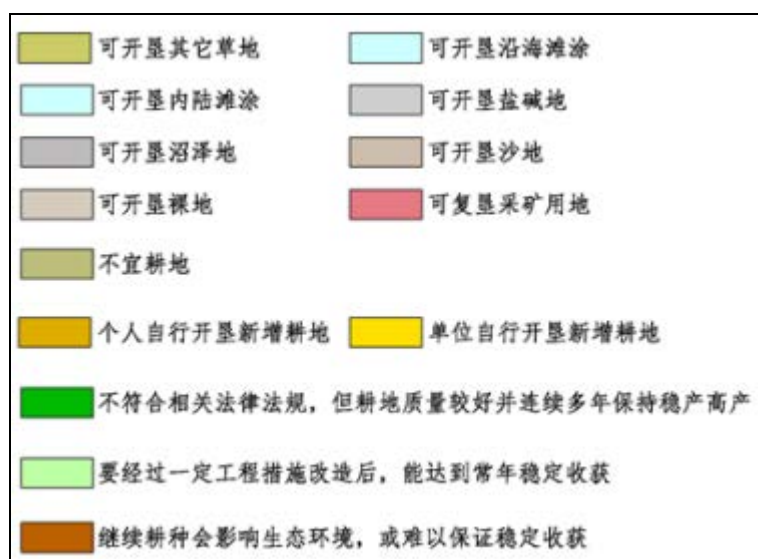 可开垦其它草地 可开垦沿海滩涂
可开垦内陆滩涂 可开垦盐碱地
可开垦沼泽地 可开垦沙地
可开垦裸地 可复垦采矿用地
不宜耕地
个人自行开垦新增耕地 单位自行开垦新增耕地
不符合相关法律法规，但耕地质量较好并连续多年保持稳产高产
要经过一定工程措施改造后，能达到常年稳定收获
继续耕种会影响生态环境，或难以保证稳定收获